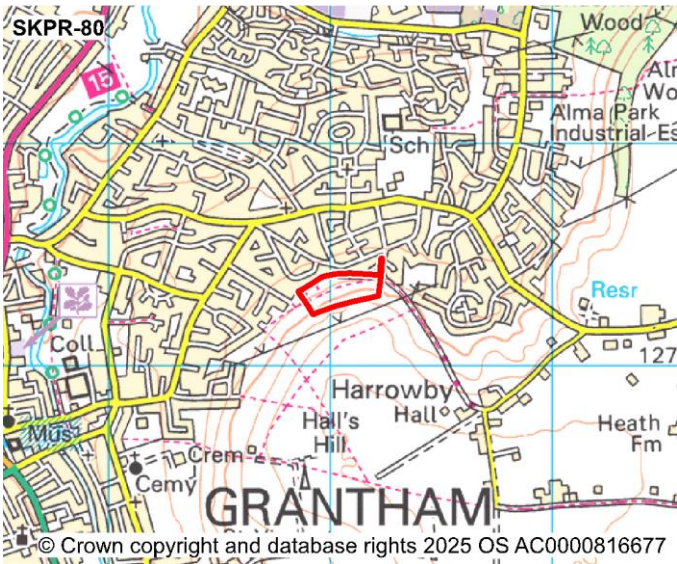 SKPR-80
Wood
15
Alma Park
Industrial Es
Sch
Resr
Coll
127
Harrowby
Hall
Hall's
Hill
Heath
Fm
Mus
Crem
Cemy
GRANTHAM
© Crown copyright and database rights 2025 OS AC0000816677